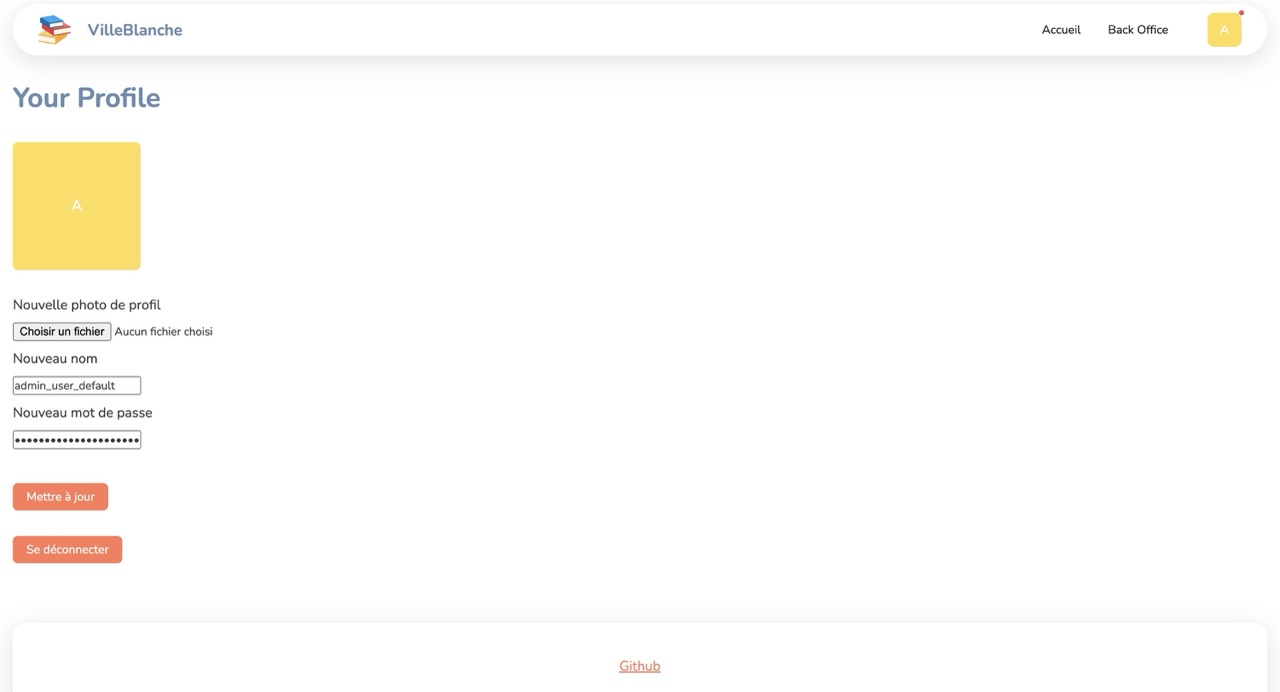 VilleBlanche
Accueil Back Office A
Your Profile
A
Nouvelle photo de profil
Choisir un fichier Aucun fichier choisi
Nouveau nom
admin_user_default
Nouveau mot de passe
•••••••••••••••••••••
Mettre à jour
Se déconnecter
Github